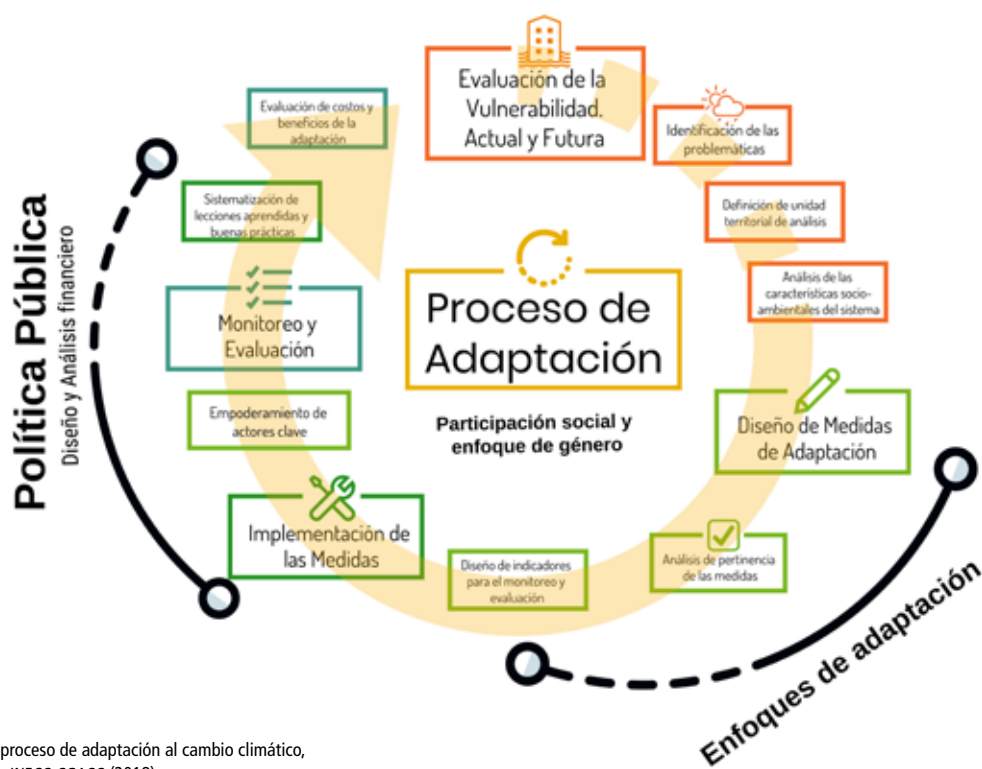 Evaluación de la
Vulnerabilidad.
Actual y Futura
Identificación de las
problemáticas
Definición de unidad
territorial de análisis
Análisis de las
características socio-
ambientales del sistema
Diseño de Medidas
de Adaptación
Análisis de pertinencia
de las medidas
Diseño de indicadores
para el monitoreo y
evaluación
Implementación de
las Medidas
Empoderamiento de
actores clave
Monitoreo y
Evaluación
Sistematización de
lecciones aprendidas y
buenas prácticas
Evaluación de costos y
beneficios de la
adaptación
Proceso de
Adaptación
Participación social y
enfoque de género
Política Pública
Diseño y Análisis financiero
Enfoques de adaptación
proceso de adaptación al cambio climático,